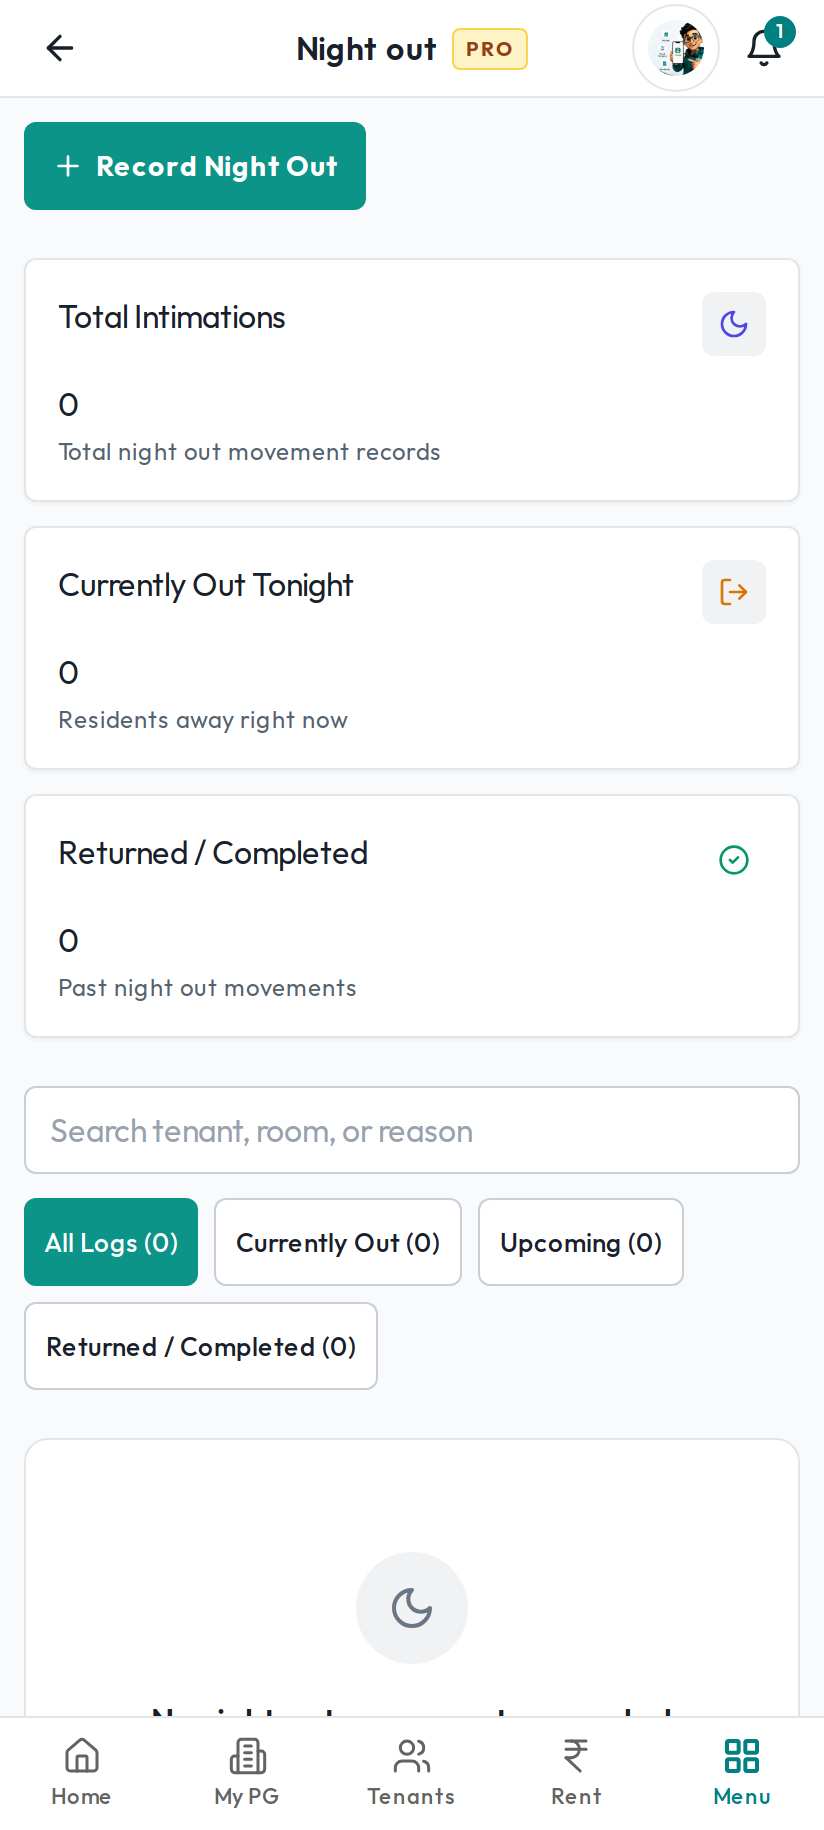 Night out PRO
1
+ Record Night Out
Total Intimations
0
Total night out movement records
Currently Out Tonight
0
Residents away right now
Returned / Completed
0
Past night out movements
Search tenant, room, or reason
All Logs (0) Currently Out (0) Upcoming (0)
Returned / Completed (0)
Home My PG Tenants Rent Menu